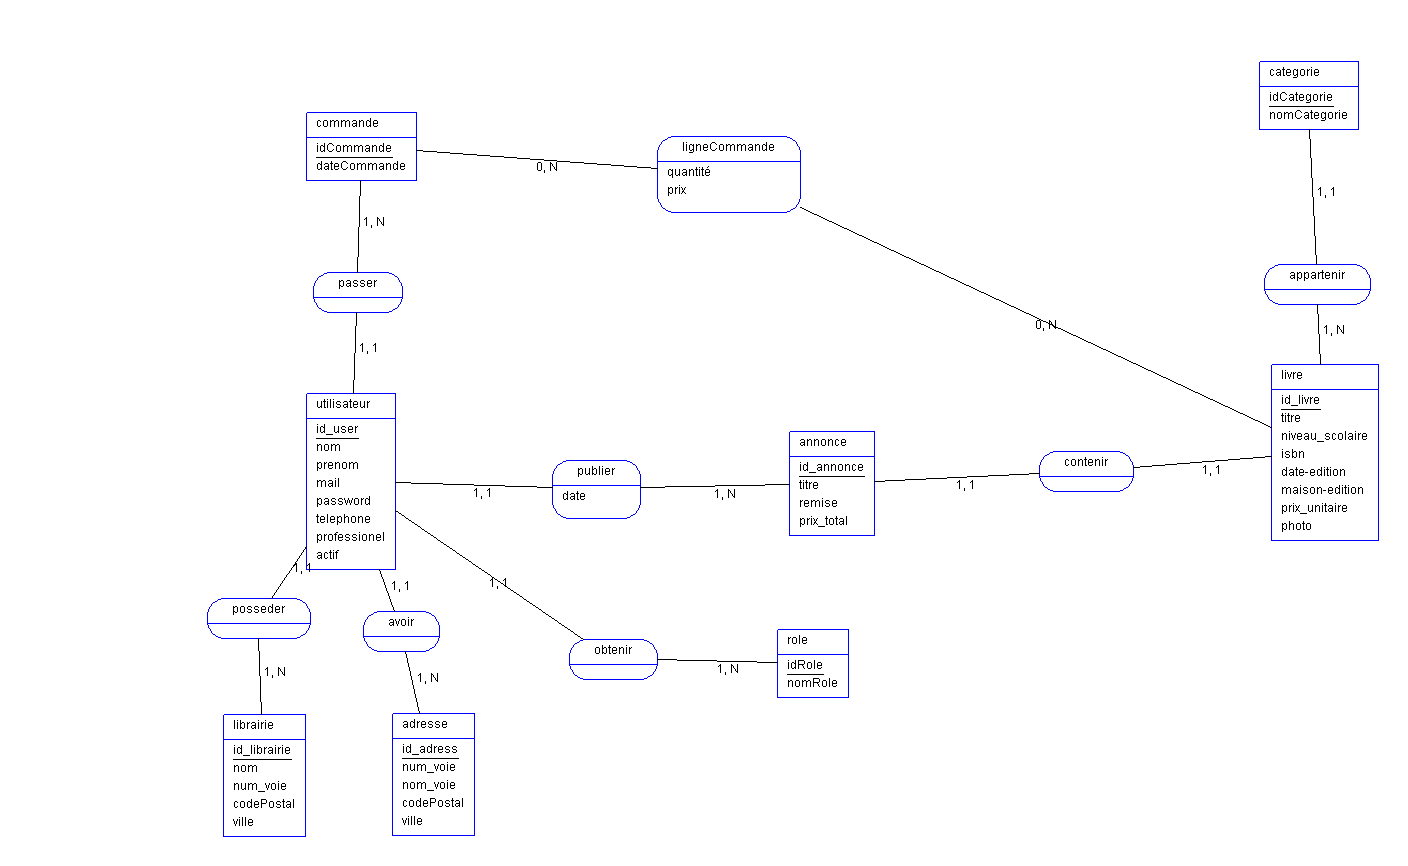 categorie
idCategorie
nomCategorie
commande
idCommande
dateCommande
0, N
ligneCommande
quantité
prix
1, 1
1, N
passer
appartenir
1, N
0, N
1, 1
livre
id_livre
titre
niveau_scolaire
isbn
date-edition
maison-edition
prix_unitaire
photo
utilisateur
id_user
nom
prenom
mail
password
telephone
professionel
actif
1, 1
publier
date
1, N
annonce
id_annonce
titre
remise
prix_total
1, 1
contenir
1, 1
1, 1
1, 1
1, 1
posseder
avoir
obtenir
1, N
role
idRole
nomRole
1, N
1, N
librairie
id_librairie
nom
num_voie
codePostal
ville
adresse
id_adress
num_voie
nom_voie
codePostal
ville